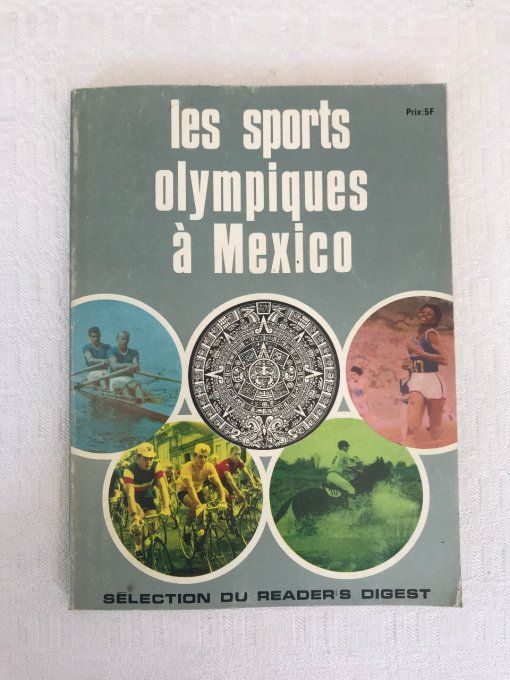 les sports
Prix:5F
olympiques
à Mexico
SÉLECTION DU READER'S DIGEST